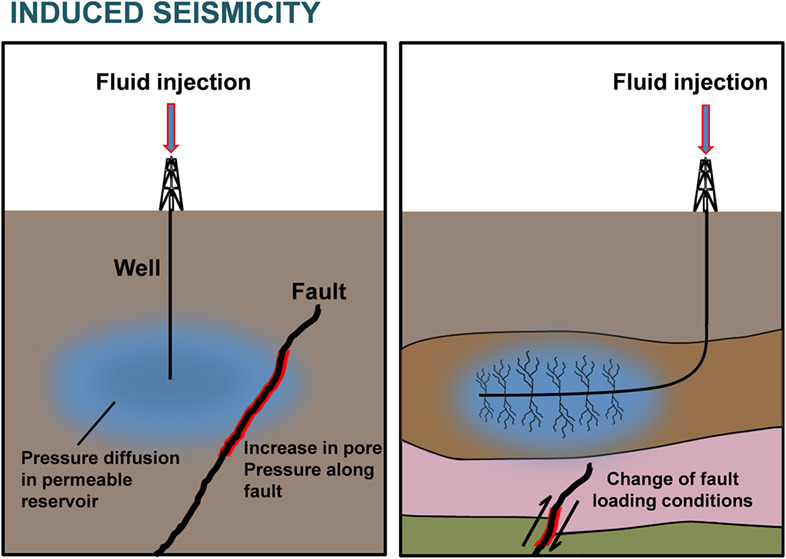 INDUCED SEISMICITY
Fluid injection
Well
Fault
Pressure diffusion
in permeable
reservoir
Increase in pore
Pressure along
fault
Fluid injection
Change of fault
loading conditions